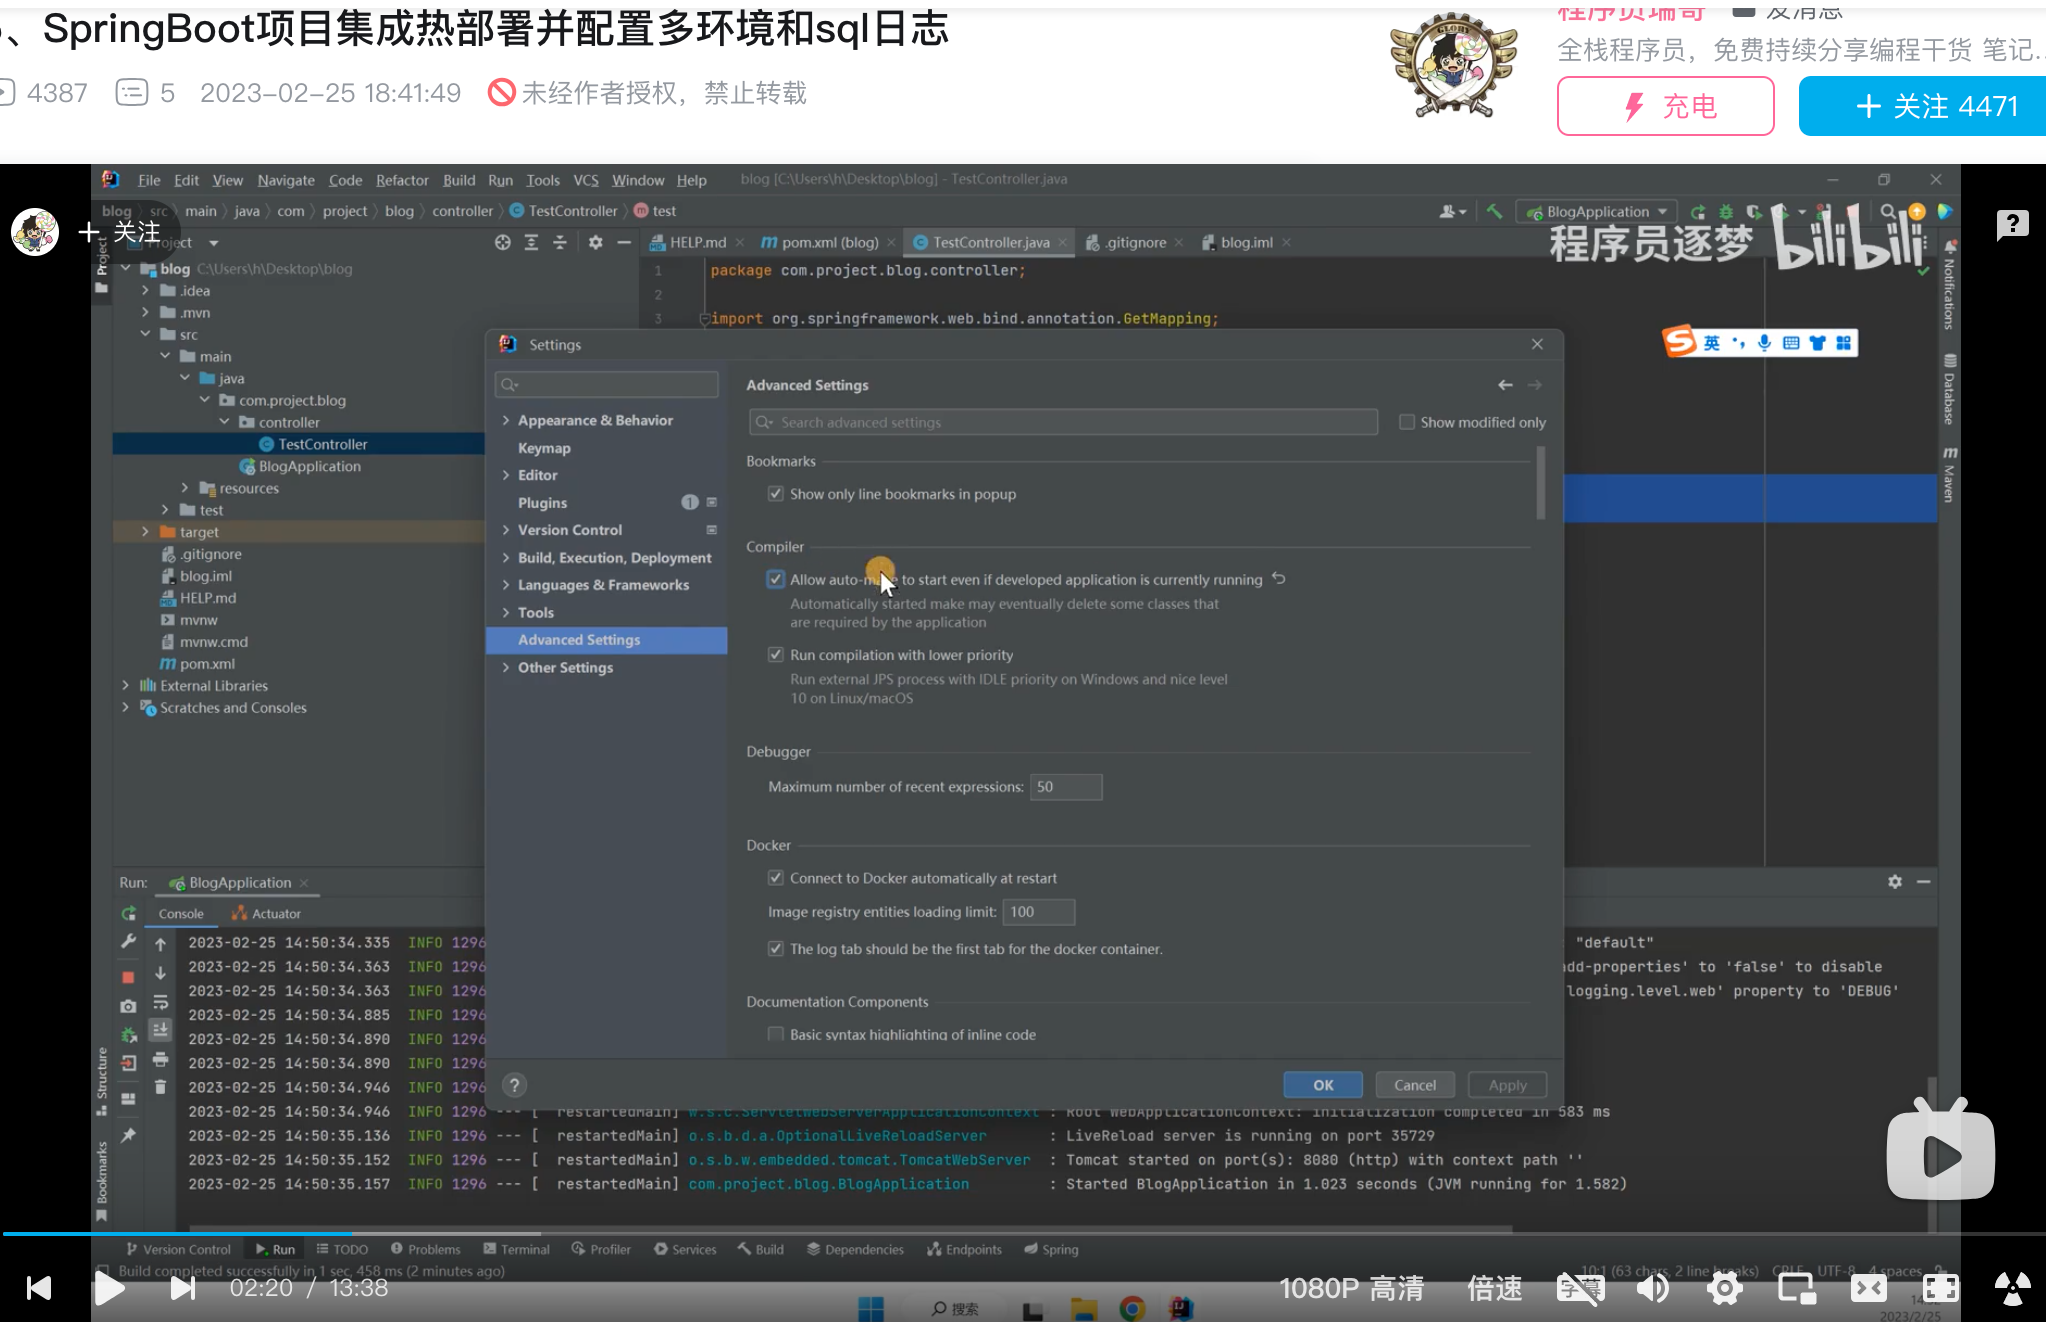 、SpringBoot项目集成热部署并配置多环境和sql日志
4387 5 2023-02-25 18:41:49 未经作者授权，禁止转载
程序员瑞哥 发消息
全栈程序员，免费持续分享编程干货 笔记..
充电
+ 关注 4471
File Edit View Navigate Code Refactor Build Run Tools VCS Window Help blog [C:\Users\h\Desktop\blog] - TestController.java
blog src main java com project blog controller TestController test
BlogApplication
+ 关注
程序员逐梦 bilibili
Project
HELP.md pom.xml (blog) TestController.java .gitignore blog.iml
blog C:\Users\h\Desktop\blog
.idea
.mvn
src
main
java
com.project.blog
controller
TestController
BlogApplication
resources
test
target
.gitignore
blog.iml
HELP.md
mvnw
mvnw.cmd
pom.xml
External Libraries
Scratches and Consoles
1 package com.project.blog.controller;
2
3 import org.springframework.web.bind.annotation.GetMapping;
英
Notifications
Database
Maven
Settings
Appearance & Behavior
Keymap
Editor
Plugins 1
Version Control
Build, Execution, Deployment
Languages & Frameworks
Tools
Advanced Settings
Other Settings
Advanced Settings
Search advanced settings
Show modified only
Bookmarks
Show only line bookmarks in popup
Compiler
Allow auto-make to start even if developed application is currently running
Automatically started make may eventually delete some classes that
are required by the application
Run compilation with lower priority
Run external JPS process with IDLE priority on Windows and nice level
10 on Linux/macOS
Debugger
Maximum number of recent expressions: 50
Docker
Connect to Docker automatically at restart
Image registry entities loading limit: 100
The log tab should be the first tab for the docker container.
Documentation Components
Basic syntax highlighting of inline code
? OK Cancel Apply
Run: BlogApplication
Console Actuator
2023-02-25 14:50:34.335 INFO 1296 "default"
2023-02-25 14:50:34.363 INFO 1296 dd-properties' to 'false' to disable
2023-02-25 14:50:34.363 INFO 1296 logging.level.web' property to 'DEBUG'
2023-02-25 14:50:34.885 INFO 1296
2023-02-25 14:50:34.890 INFO 1296
2023-02-25 14:50:34.890 INFO 1296
2023-02-25 14:50:34.946 INFO 1296
2023-02-25 14:50:34.946 INFO 1296 --- [ restartedMain] w.s.c.ServletWebServerApplicationContext : Root WebApplicationContext: initialization completed in 583 ms
2023-02-25 14:50:35.136 INFO 1296 --- [ restartedMain] o.s.b.d.a.OptionalLiveReloadServer : LiveReload server is running on port 35729
2023-02-25 14:50:35.152 INFO 1296 --- [ restartedMain] o.s.b.w.embedded.tomcat.TomcatWebServer : Tomcat started on port(s): 8080 (http) with context path ''
2023-02-25 14:50:35.157 INFO 1296 --- [ restartedMain] com.project.blog.BlogApplication : Started BlogApplication in 1.023 seconds (JVM running for 1.582)
Structure
Bookmarks
Version Control Run TODO Problems Terminal Profiler Services Build Dependencies Endpoints Spring
Build completed successfully in 1 sec, 458 ms (2 minutes ago) 10:1 (63 chars, 2 line breaks) CRLF UTF-8 4 spaces
02:20 / 13:38 1080P 高清 倍速 字幕
搜索
2023/2/25